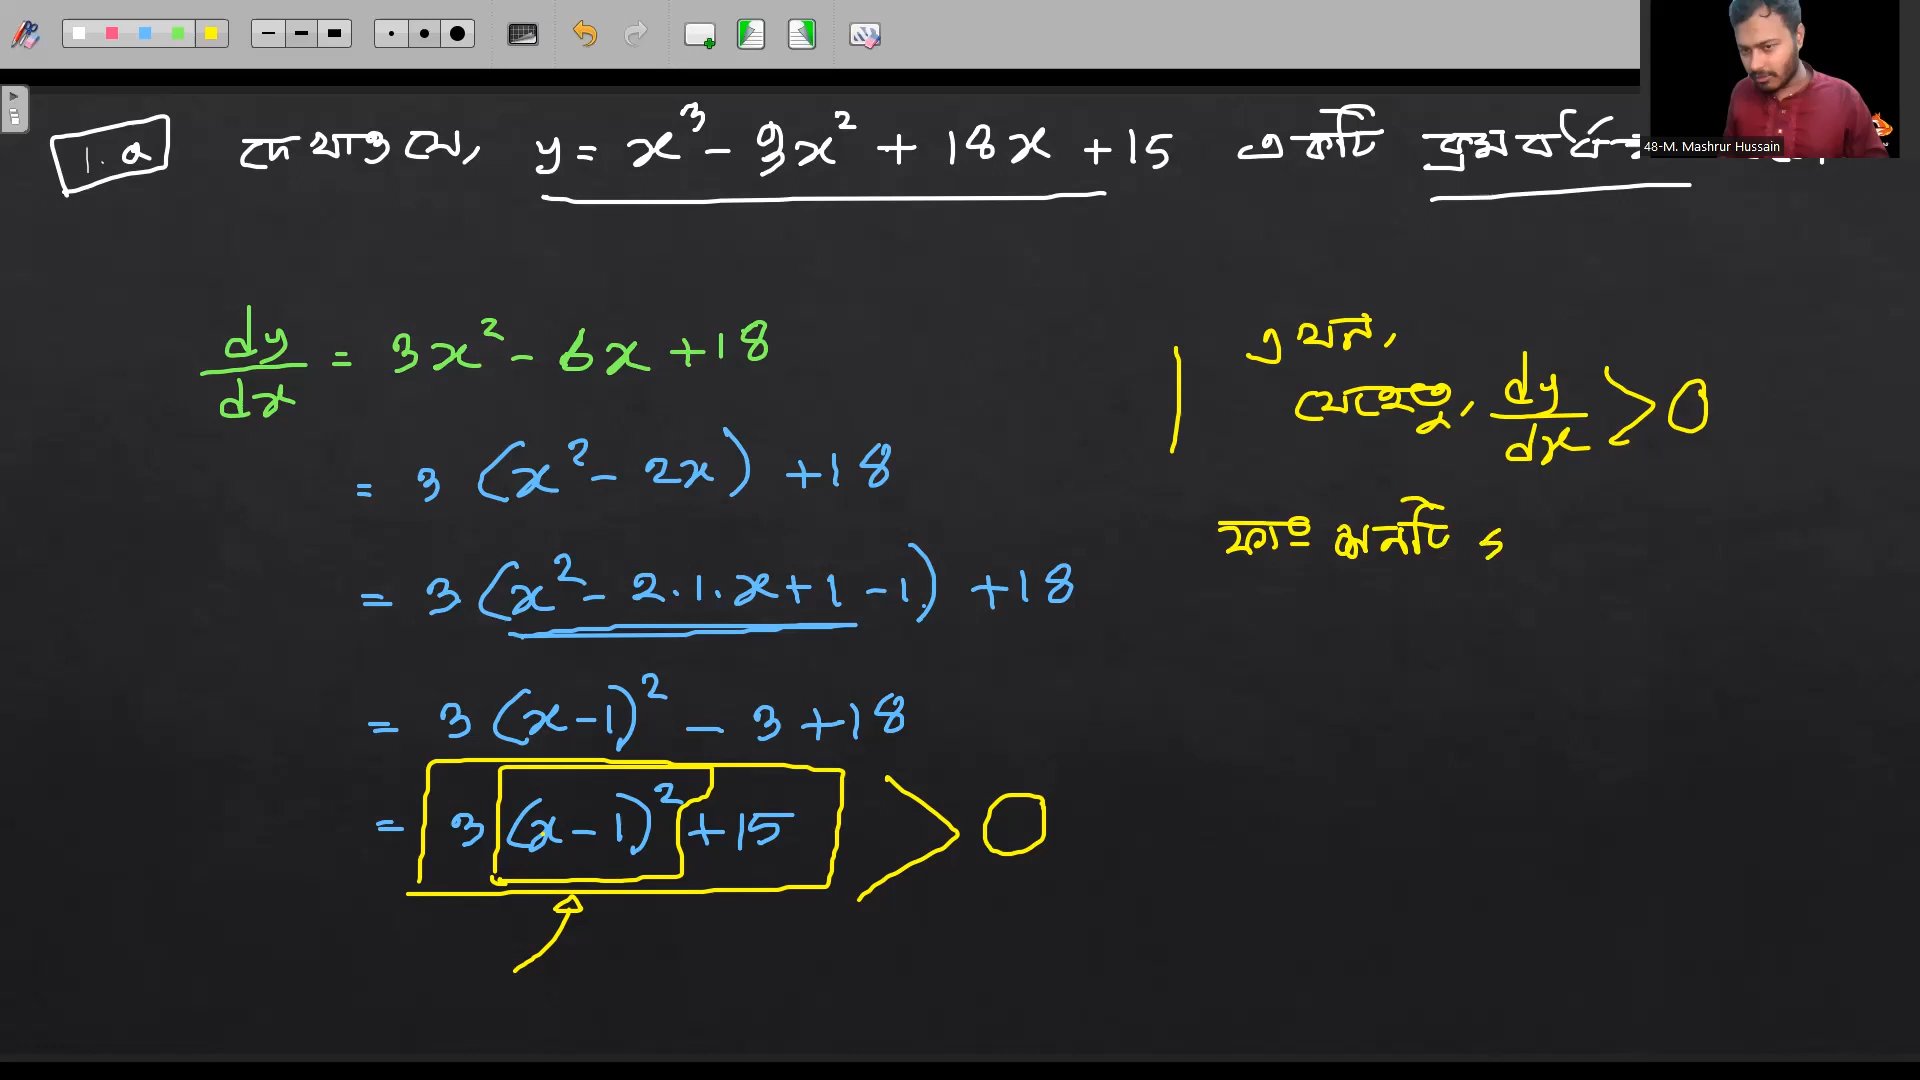 1. a দেখাও যে, y = x³ - 3x² + 18x + 15 একটি
48-M. Mashrur Hussain
dy/dx = 3x² - 6x + 18
= 3 (x² - 2x) + 18
= 3 (x² - 2.1.x + 1 - 1) + 18
= 3 (x-1)² - 3 + 18
= 3 (x-1)² + 15 > 0
এখন,
যেহেতু, dy/dx > 0
ফাংশনটি